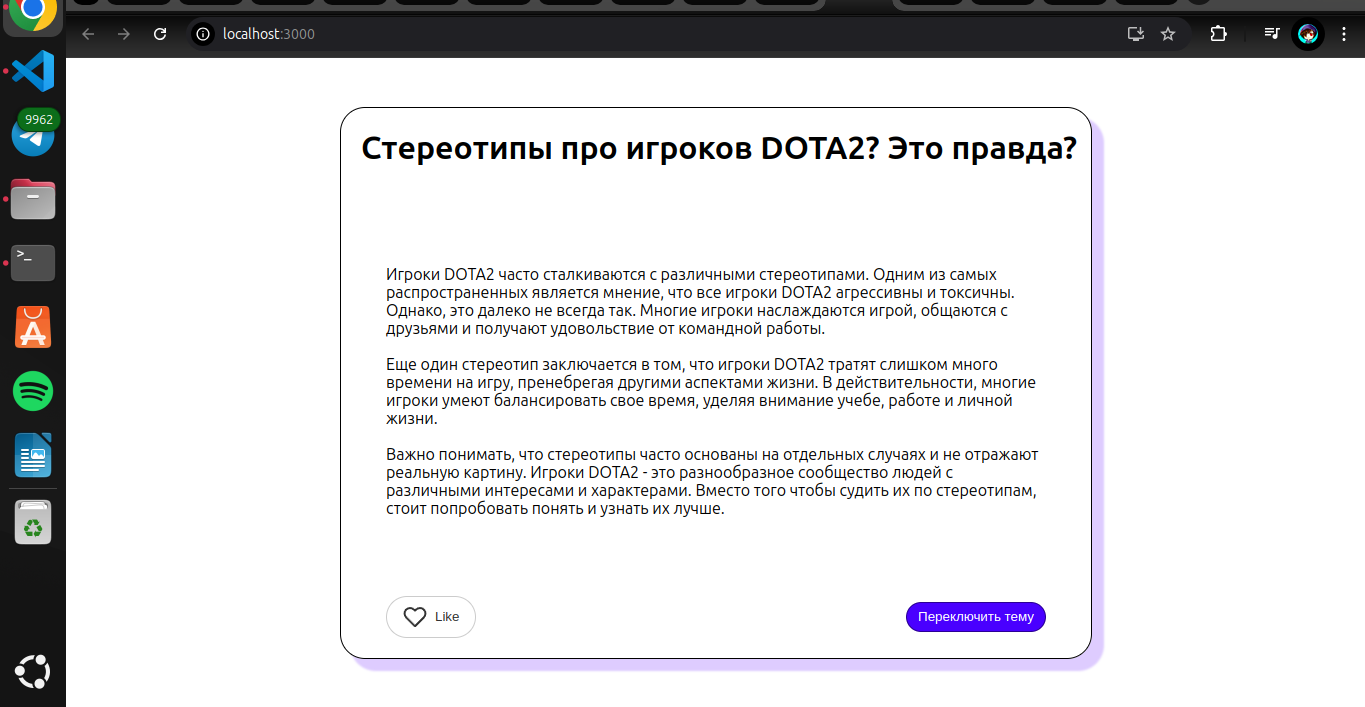 localhost:3000
9962
Стереотипы про игроков DOTA2? Это правда?
Игроки DOTA2 часто сталкиваются с различными стереотипами. Одним из самых
распространенных является мнение, что все игроки DOTA2 агрессивны и токсичны.
Однако, это далеко не всегда так. Многие игроки наслаждаются игрой, общаются с
друзьями и получают удовольствие от командной работы.
Еще один стереотип заключается в том, что игроки DOTA2 тратят слишком много
времени на игру, пренебрегая другими аспектами жизни. В действительности, многие
игроки умеют балансировать свое время, уделяя внимание учебе, работе и личной
жизни.
Важно понимать, что стереотипы часто основаны на отдельных случаях и не отражают
реальную картину. Игроки DOTA2 - это разнообразное сообщество людей с
различными интересами и характерами. Вместо того чтобы судить их по стереотипам,
стоит попробовать понять и узнать их лучше.
Like
Переключить тему